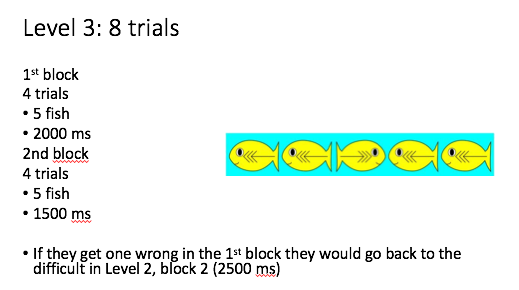 Level 3: 8 trials
1st block
4 trials
• 5 fish
• 2000 ms
2nd block
4 trials
• 5 fish
• 1500 ms
• If they get one wrong in the 1st block they would go back to the
difficult in Level 2, block 2 (2500 ms)